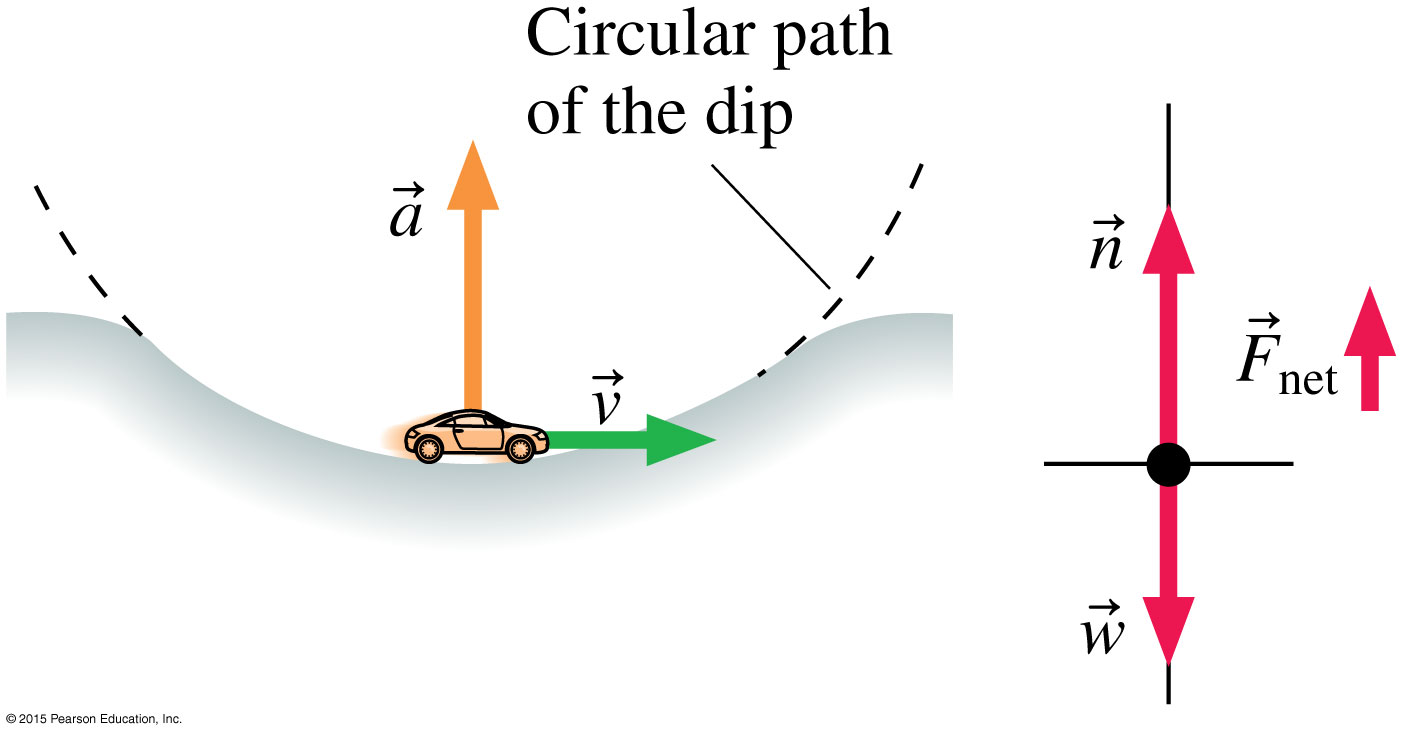 Circular path
of the dip
a⃗
v⃗
n⃗
F⃗net
w⃗
© 2015 Pearson Education, Inc.